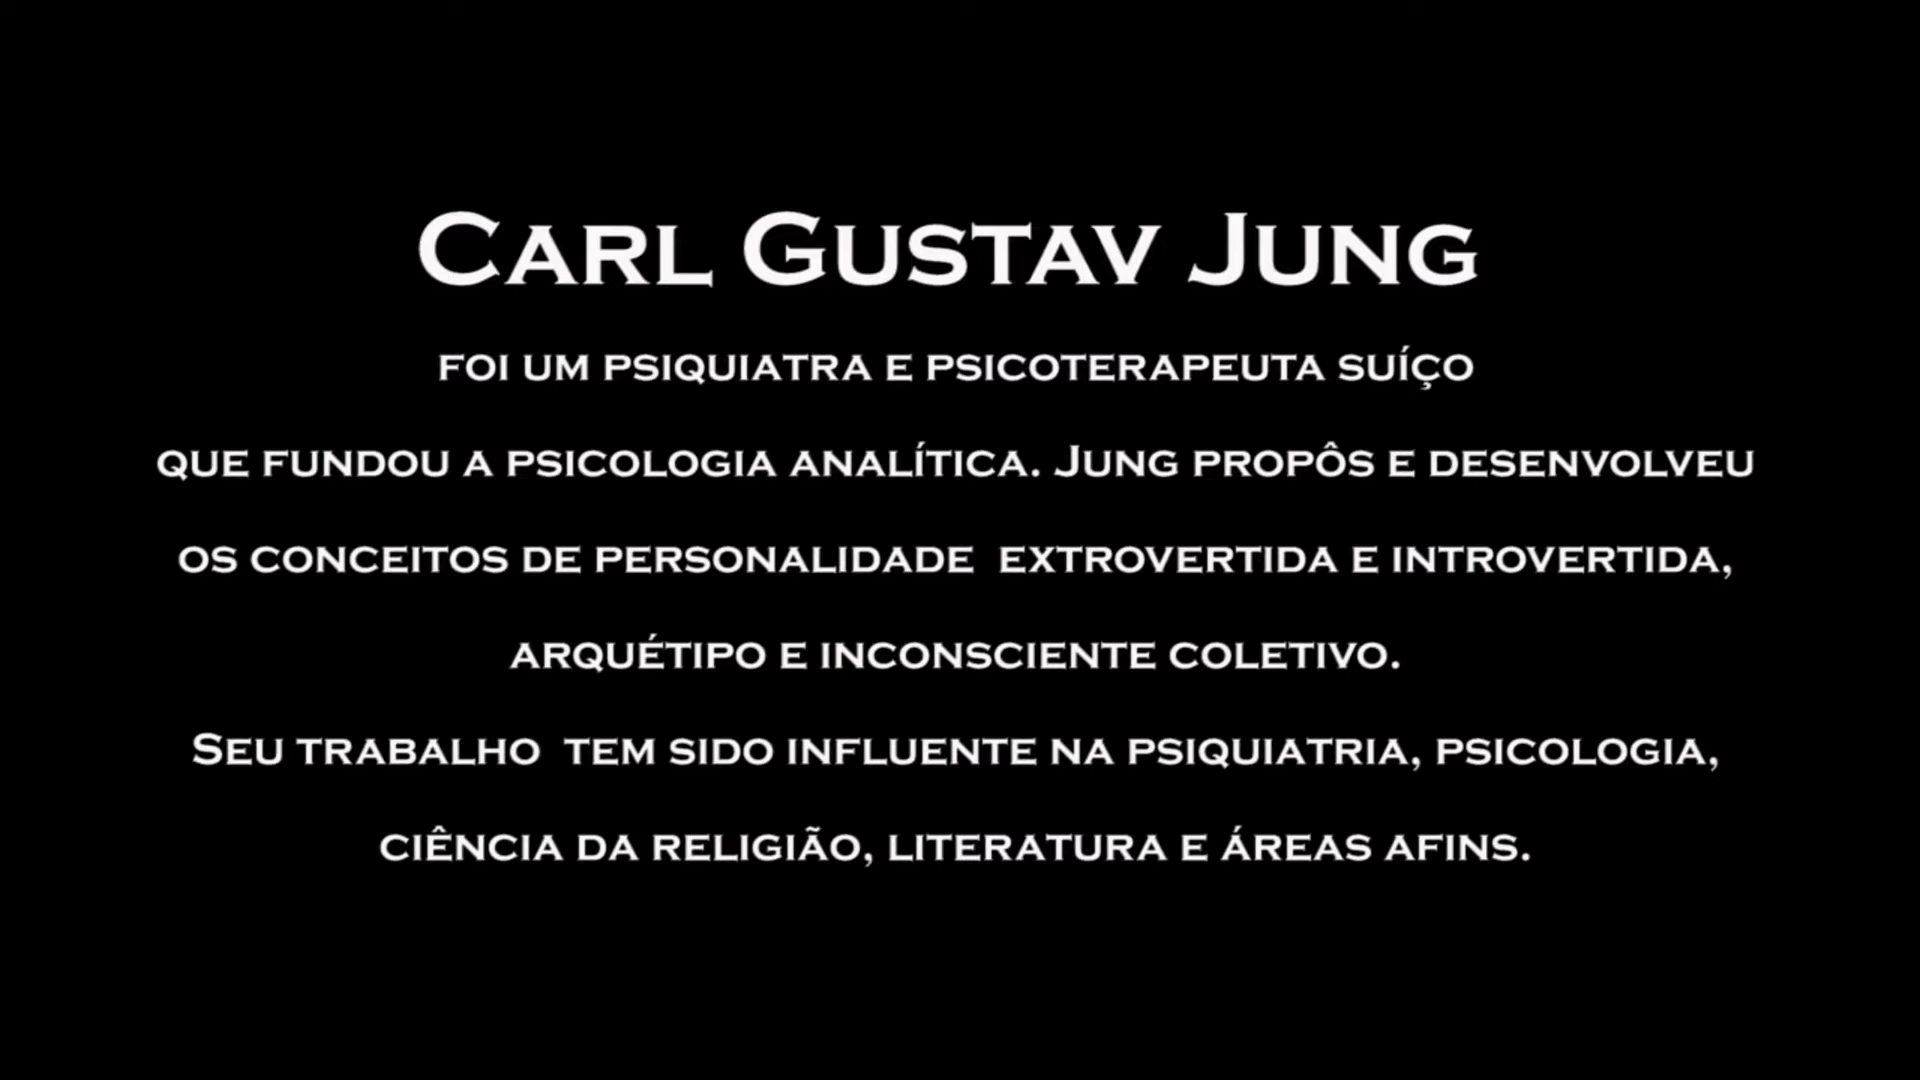 Carl Gustav Jung
foi um psiquiatra e psicoterapeuta suíço
que fundou a psicologia analítica. Jung propôs e desenvolveu
os conceitos de personalidade  extrovertida e introvertida,
arquétipo e inconsciente coletivo.
Seu trabalho  tem sido influente na psiquiatria, psicologia,
ciência da religião, literatura e áreas afins.